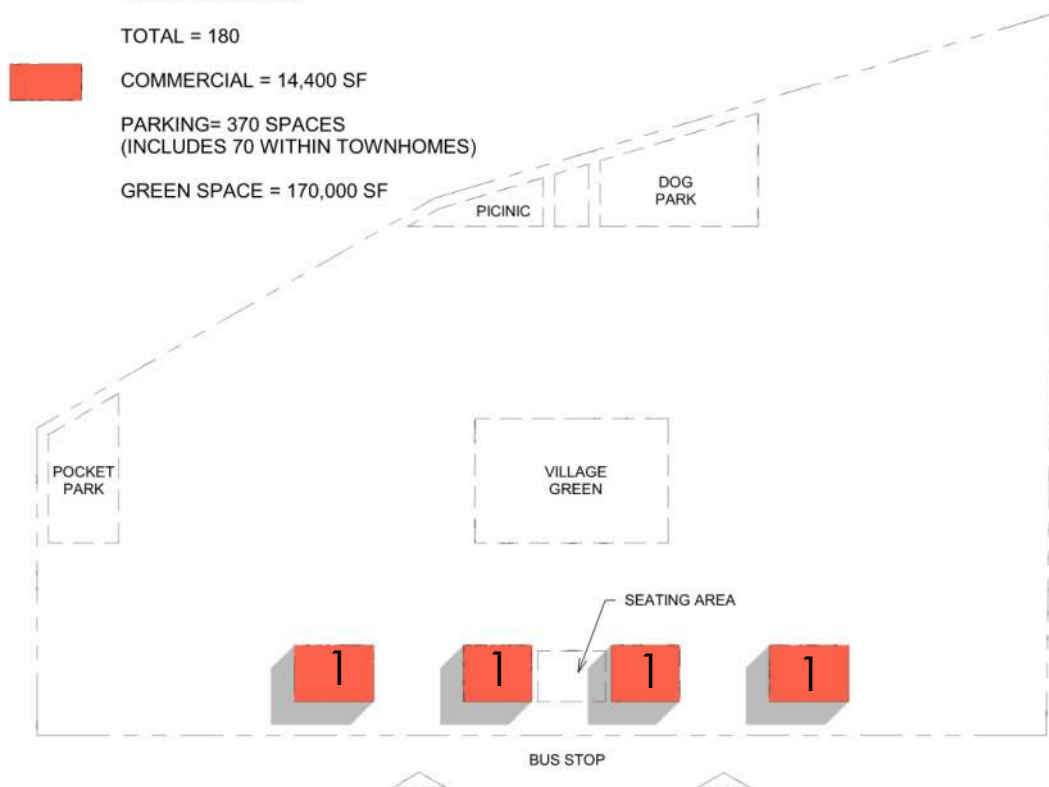 TOTAL = 180
COMMERCIAL = 14,400 SF
PARKING= 370 SPACES
(INCLUDES 70 WITHIN TOWNHOMES)
GREEN SPACE = 170,000 SF
PICINIC
DOG
PARK
POCKET
PARK
VILLAGE
GREEN
SEATING AREA
1
1
1
1
BUS STOP